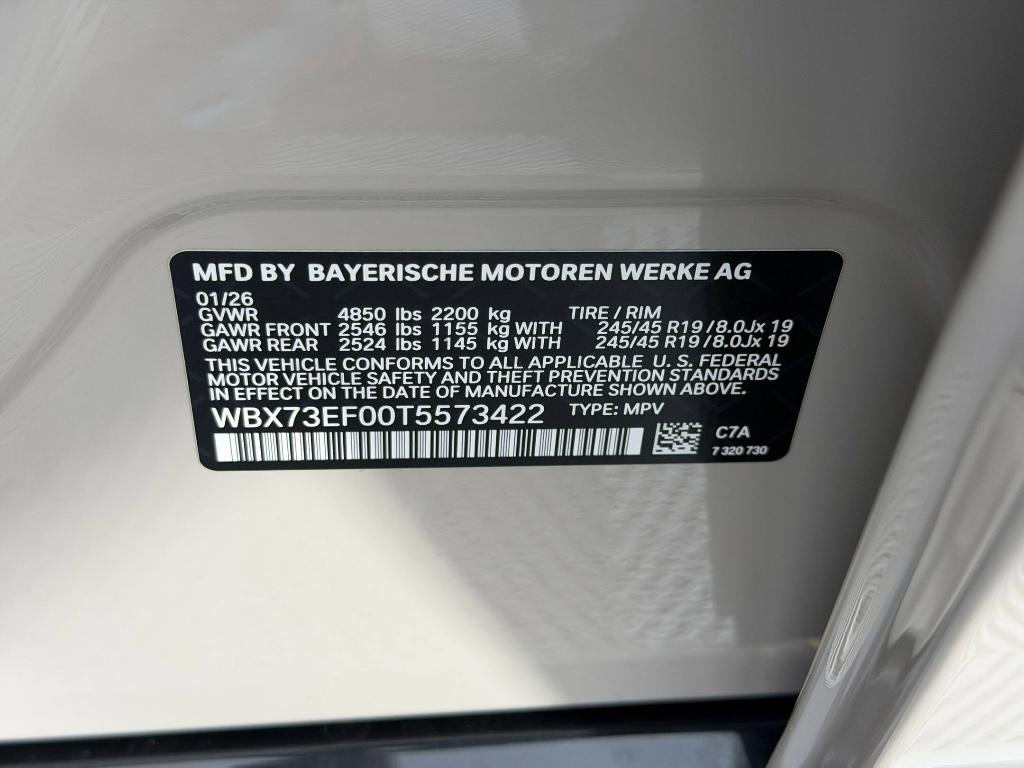 MFD BY BAYERISCHE MOTOREN WERKE AG
01/26
GVWR 4850 lbs 2200 kg TIRE / RIM
GAWR FRONT 2546 lbs 1155 kg WITH 245/45 R19 / 8.0Jx 19
GAWR REAR 2524 lbs 1145 kg WITH 245/45 R19 / 8.0Jx 19
THIS VEHICLE CONFORMS TO ALL APPLICABLE U. S. FEDERAL
MOTOR VEHICLE SAFETY AND THEFT PREVENTION STANDARDS
IN EFFECT ON THE DATE OF MANUFACTURE SHOWN ABOVE.
WBX73EF00T5573422 TYPE: MPV
C7A
7 320 730